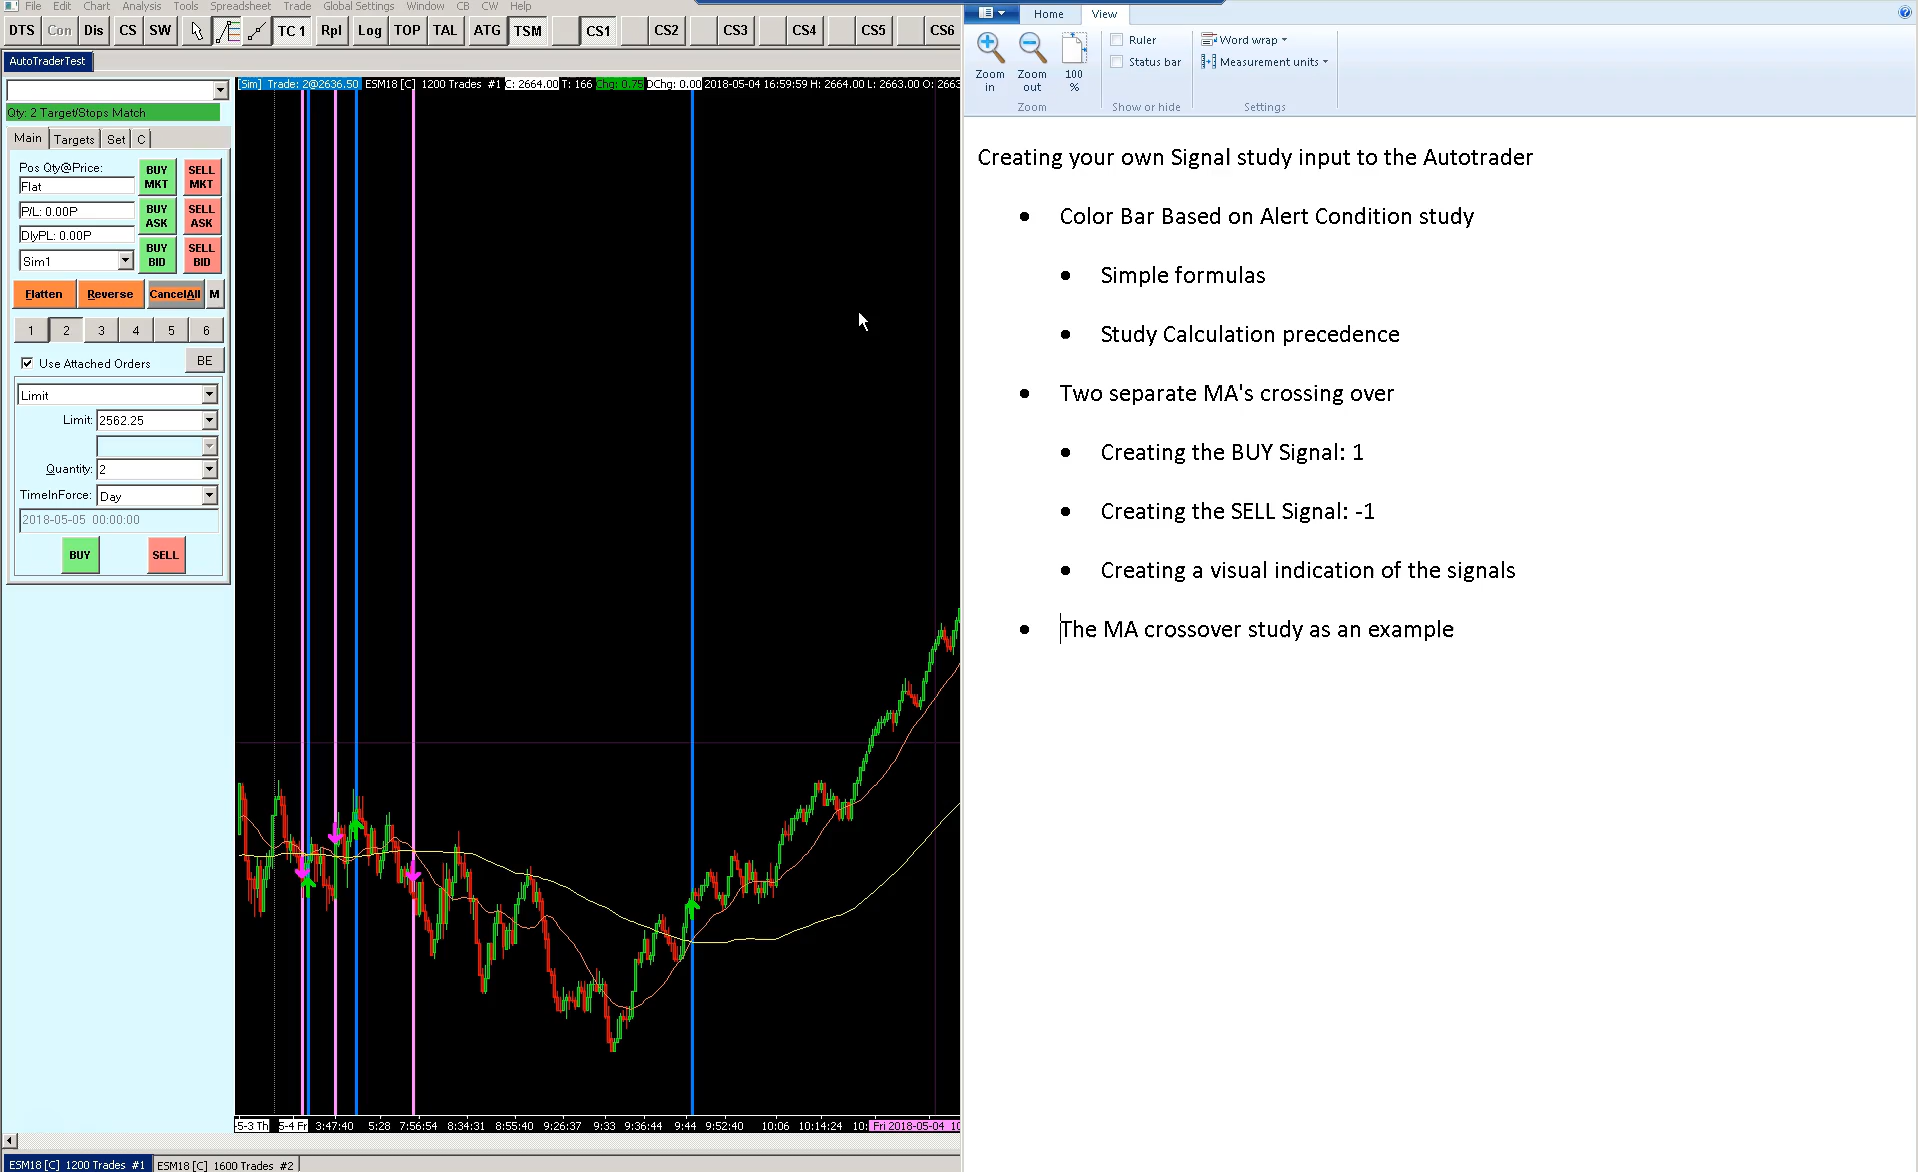 File Edit Chart Analysis Tools Spreadsheet Global Settings Trade Window CB CW Help
DTS Con Dis CS SW TC 1 Rpl Log TOP TAL ATG TSM CS1 CS2 CS3 CS4 CS5 CS6
AutoTraderTest
[Sim] Trade: 2@2636.50 ESM18 [C] 1200 Trades #1 C: 2664.00 T: 166 Chg: 0.75 DChg: 0.00 2018-05-04 16:59:59 H: 2664.00 L: 2663.00 O: 2663
Qty: 2 Target/Stops Match
Main Targets Set C
Pos Qty@Price:
Flat
BUY MKT
SELL MKT
P/L: 0.00P
BUY ASK
SELL ASK
DlyPL: 0.00P
Sim1
BUY BID
SELL BID
Flatten Reverse CancelAll M
1 2 3 4 5 6
Use Attached Orders BE
Limit
Limit: 2562.25
Quantity: 2
TimeInForce: Day
2018-05-05 00:00:00
BUY SELL
-5-3 Th 5-4 Fr 3:47:40 5:28 7:56:54 8:34:31 8:55:40 9:26:37 9:33 9:36:44 9:44 9:52:40 10:06 10:14:24 10: Fri 2018-05-04 10
ESM18 [C] 1200 Trades #1 ESM18 [C] 1600 Trades #2
Home View
Zoom in
Zoom out
100 %
Ruler
Status bar
Word wrap
Measurement units
Zoom Show or hide Settings
Creating your own Signal study input to the Autotrader
• Color Bar Based on Alert Condition study
• Simple formulas
• Study Calculation precedence
• Two separate MA's crossing over
• Creating the BUY Signal: 1
• Creating the SELL Signal: -1
• Creating a visual indication of the signals
• The MA crossover study as an example